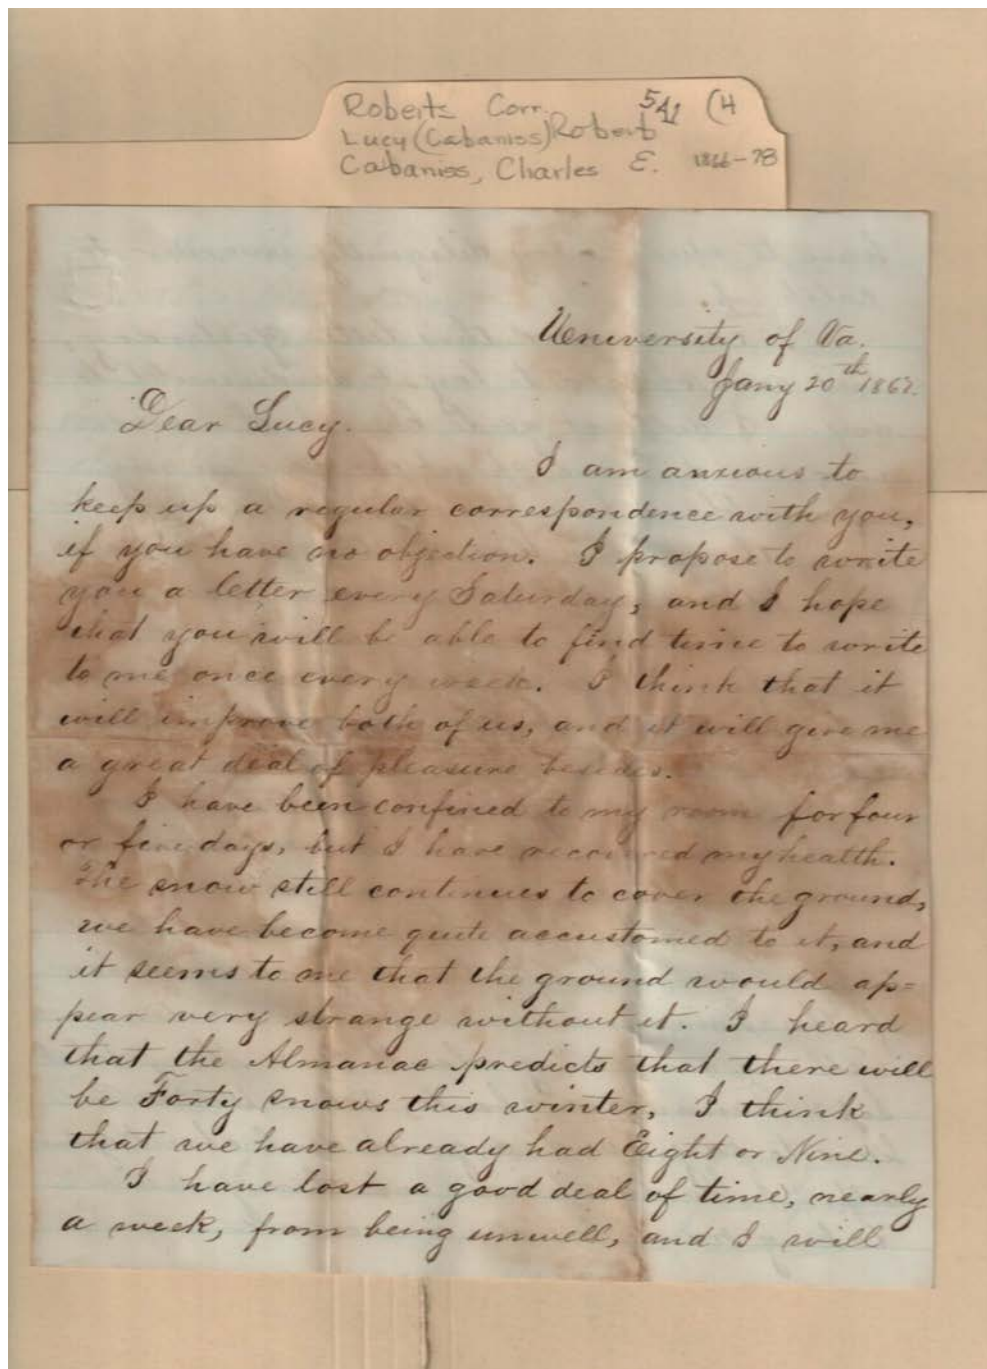 Roberts Corr. 541 (4
Lucy (Cabaniss) Roberts
Cabaniss, Charles E. 1866-78
University of Va.
Jany 20th 1867.
Dear Lucy.
I am anxious to
keep up a regular correspondence with you,
if you have no objection. I propose to write
you a letter every Saturday, and I hope
that you will be able to find time to write
to me once every week. I think that it
will improve both of us, and it will give me
a great deal of pleasure besides.
I have been confined to my room for four
or five days, but I have recovered my health.
The snow still continues to cover the ground,
we have become quite accustomed to it, and
it seems to me that the ground would ap=
pear very strange without it. I heard
that the Almanac predicts that there will
be Forty snows this winter, I think
that we have already had Eight or Nine.
I have lost a good deal of time, nearly
a week, from being unwell, and I will